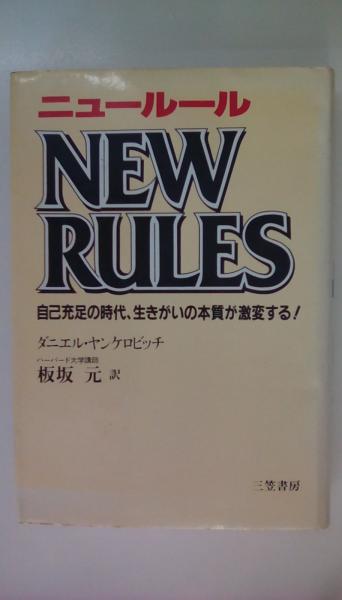 ニュールール
NEW
RULES
自己充足の時代、生きがいの本質が激変する!
ダニエル・ヤンケロビッチ
ハーバード大学講師
板坂 元 訳
三笠書房